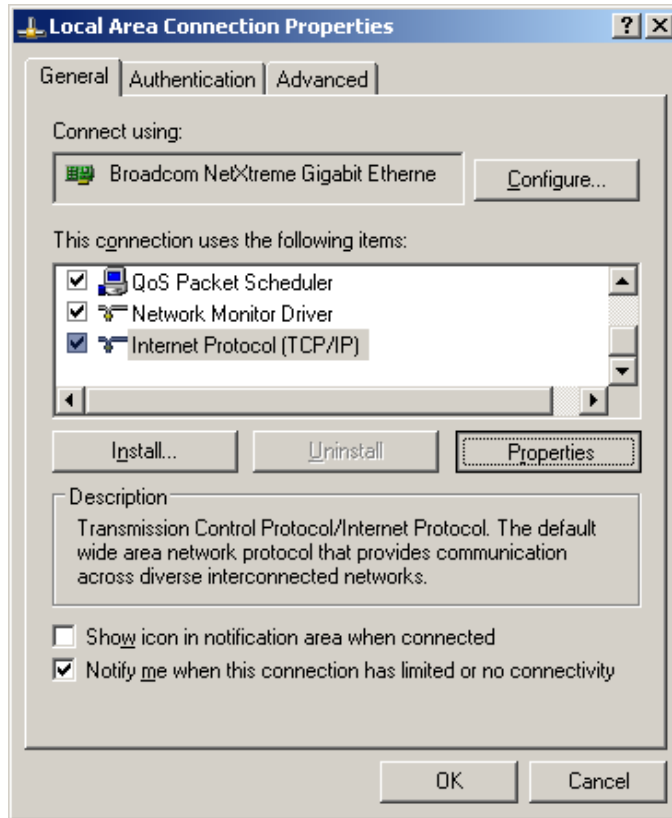 Local Area Connection Properties
General Authentication Advanced
Connect using:
Broadcom NetXtreme Gigabit Etherne
Configure...
This connection uses the following items:
QoS Packet Scheduler
Network Monitor Driver
Internet Protocol (TCP/IP)
Install... Uninstall Properties
Description
Transmission Control Protocol/Internet Protocol. The default
wide area network protocol that provides communication
across diverse interconnected networks.
Show icon in notification area when connected
Notify me when this connection has limited or no connectivity
OK Cancel